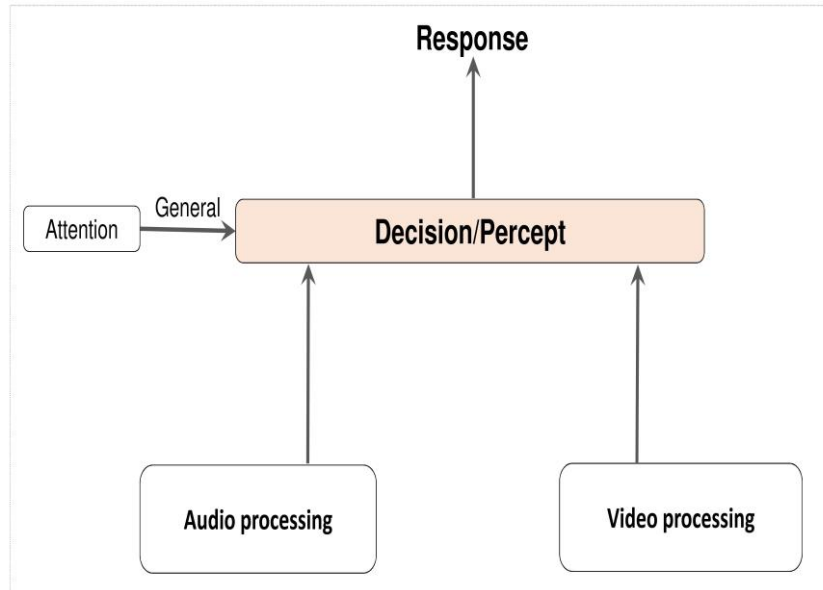 Response
General
Attention
Decision/Percept
Audio processing
Video processing